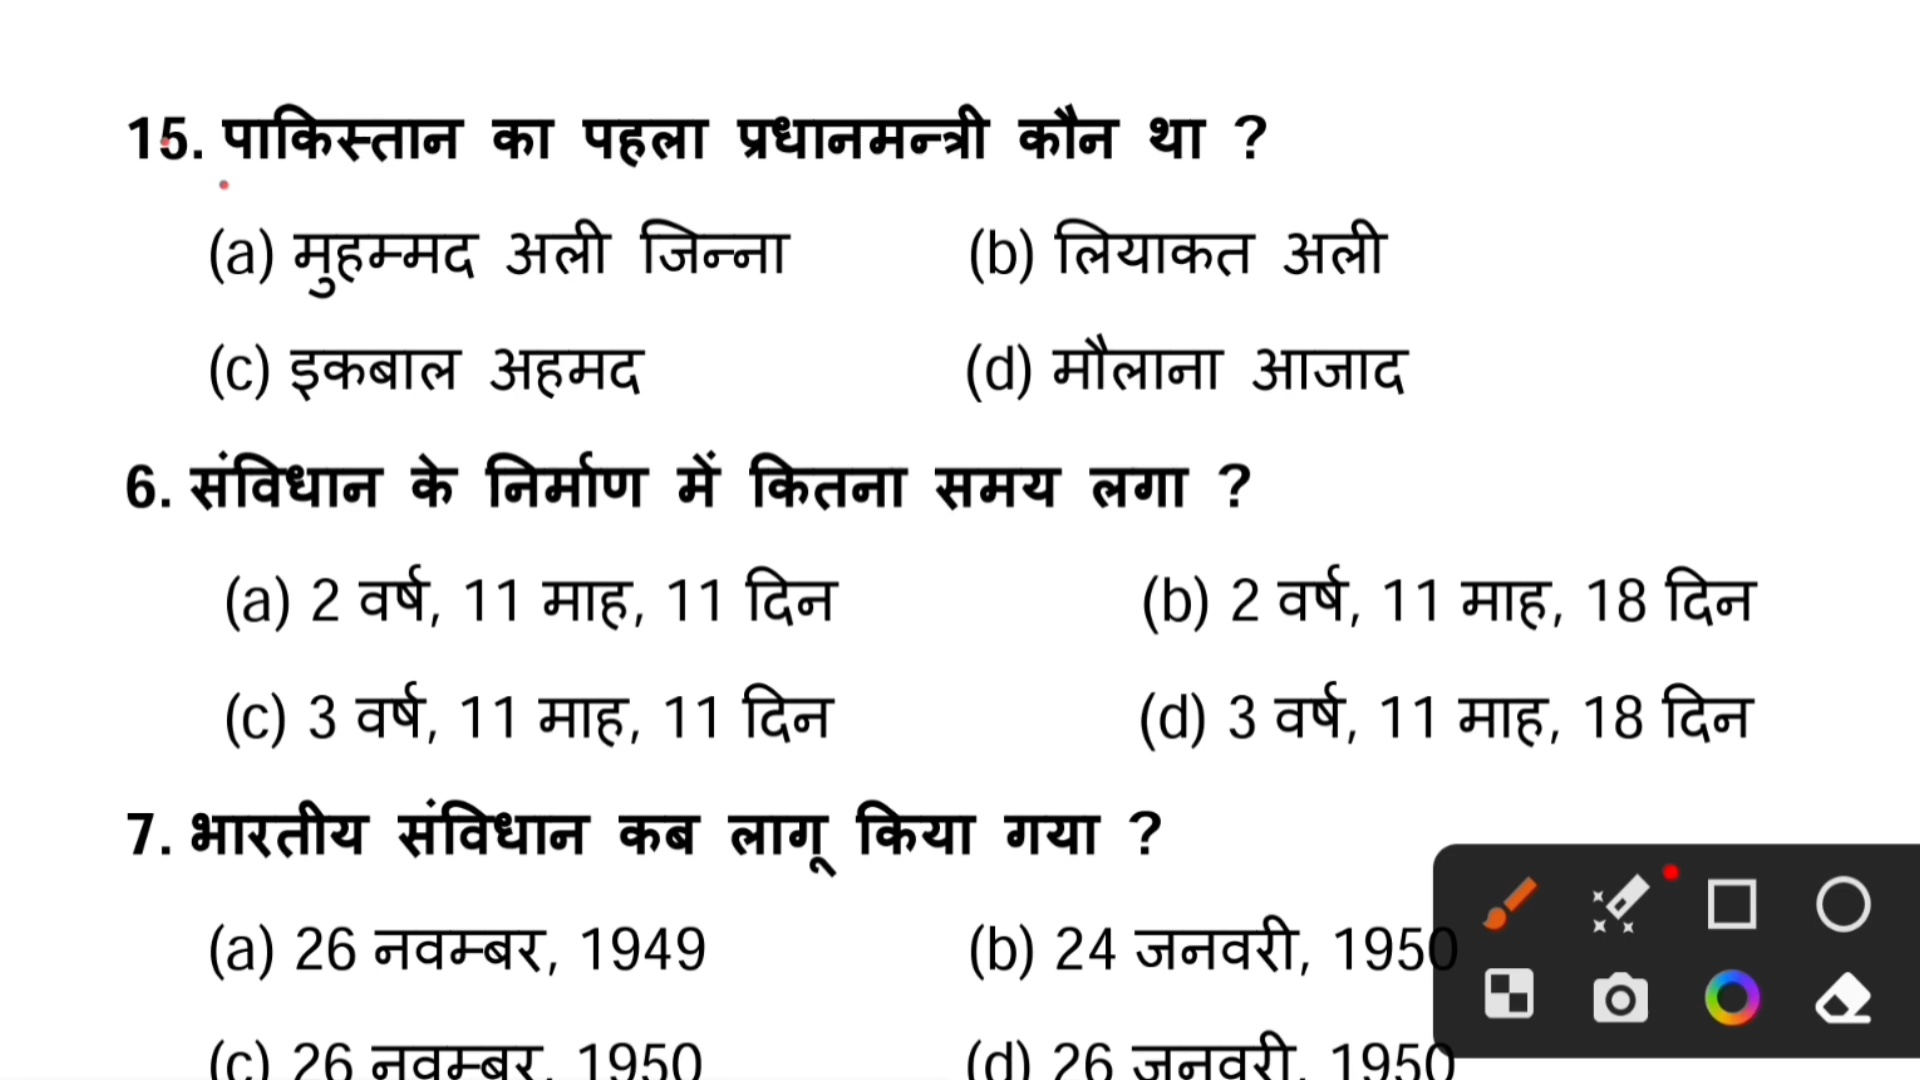 15. पाकिस्तान का पहला प्रधानमन्त्री कौन था ?
(a) मुहम्मद अली जिन्ना (b) लियाकत अली
(c) इकबाल अहमद (d) मौलाना आजाद
6. संविधान के निर्माण में कितना समय लगा ?
(a) 2 वर्ष, 11 माह, 11 दिन (b) 2 वर्ष, 11 माह, 18 दिन
(c) 3 वर्ष, 11 माह, 11 दिन (d) 3 वर्ष, 11 माह, 18 दिन
7. भारतीय संविधान कब लागू किया गया ?
(a) 26 नवम्बर, 1949 (b) 24 जनवरी, 1950
(c) 26 नवम्बर, 1950 (d) 26 जनवरी, 1950